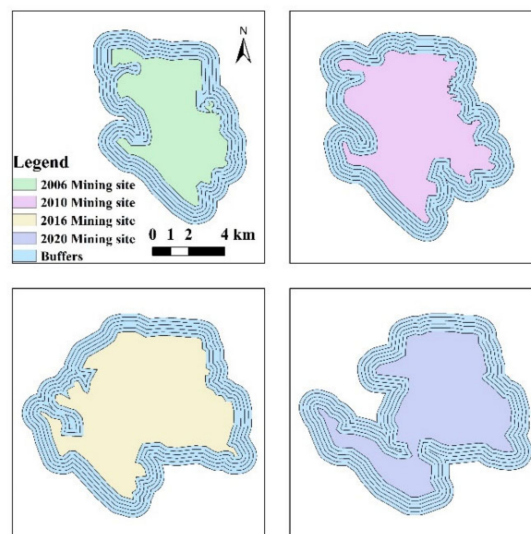 N
Legend
2006 Mining site
2010 Mining site
2016 Mining site
2020 Mining site
Buffers
0 1 2 4 km